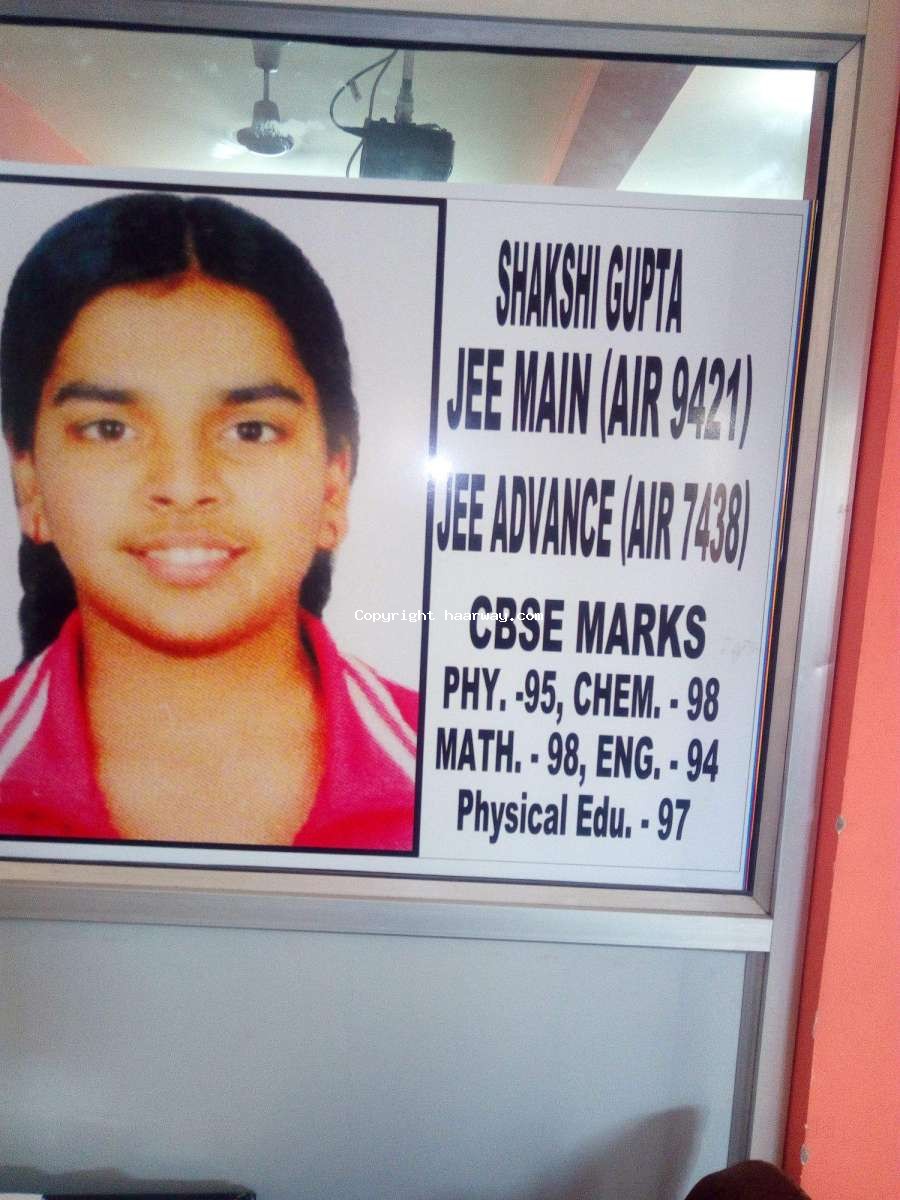 SHAKSHI GUPTA
JEE MAIN (AIR 9421)
JEE ADVANCE (AIR 7438)
Copyright haarway.com
CBSE MARKS
PHY. -95, CHEM. - 98
MATH. - 98, ENG. - 94
Physical Edu. - 97